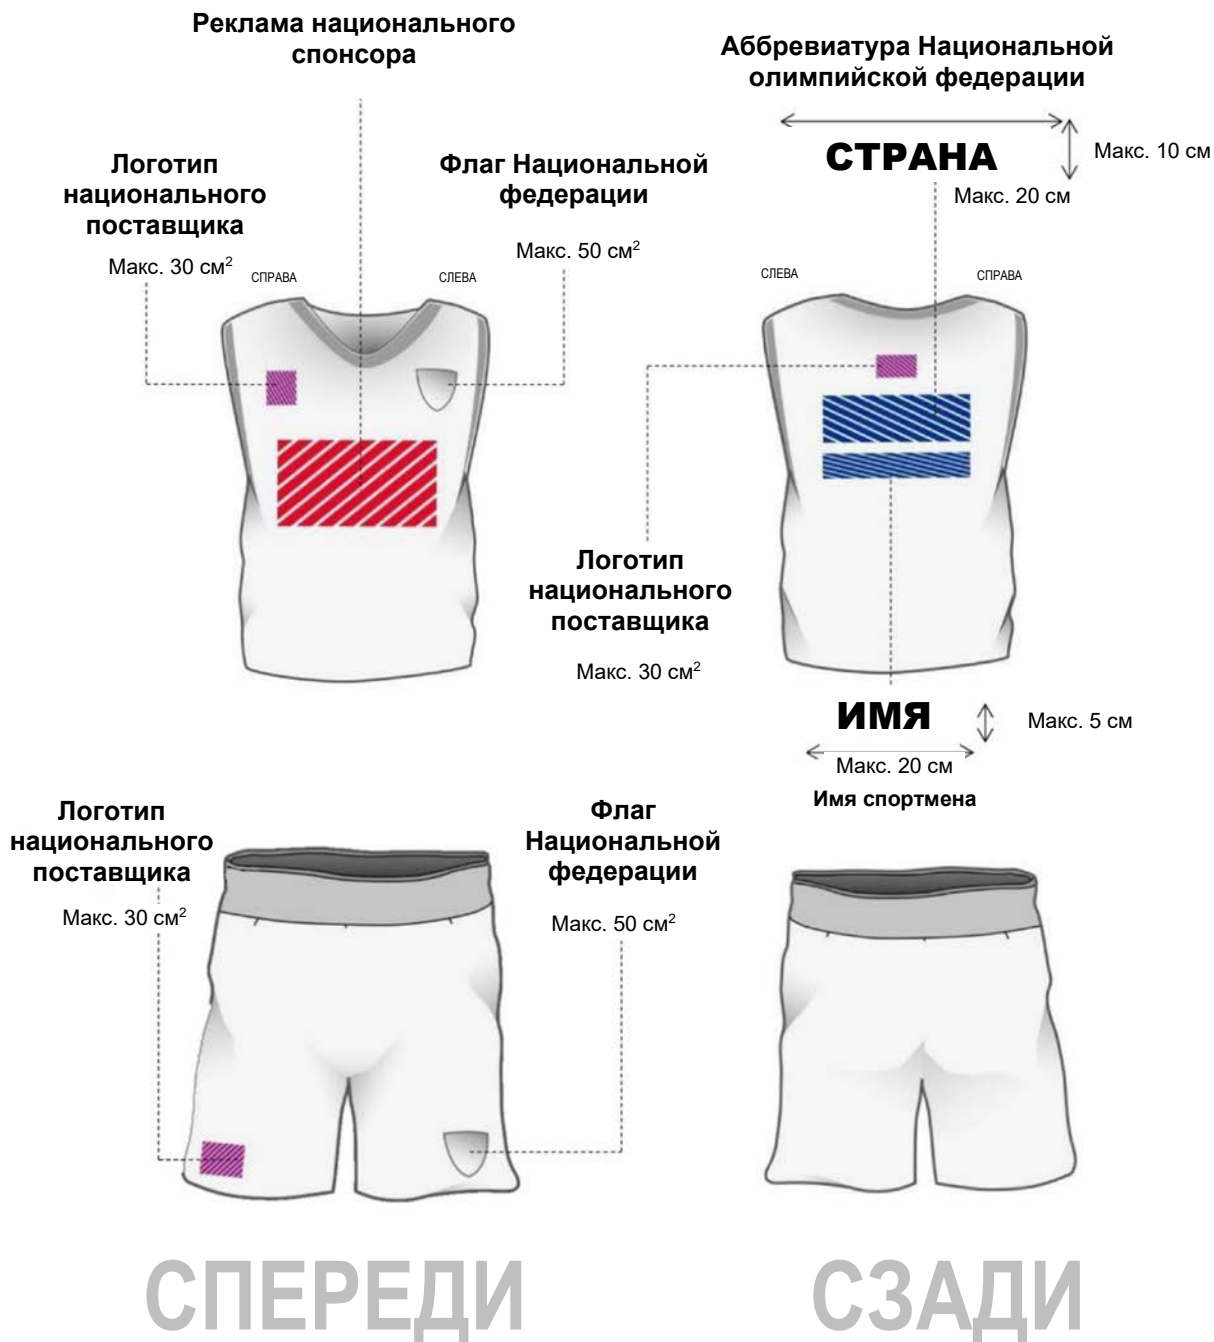 Реклама национального
спонсора
Аббревиатура Национальной
олимпийской федерации
СТРАНА
Макс. 10 см
Макс. 20 см
Логотип
национального
поставщика
Макс. 30 см²
Флаг Национальной
федерации
Макс. 50 см²
СПРАВА
СЛЕВА
СЛЕВА
СПРАВА
Логотип
национального
поставщика
Макс. 30 см²
ИМЯ
Макс. 5 см
Макс. 20 см
Имя спортмена
Логотип
национального
поставщика
Макс. 30 см²
Флаг
Национальной
федерации
Макс. 50 см²
СПЕРЕДИ
СЗАДИ